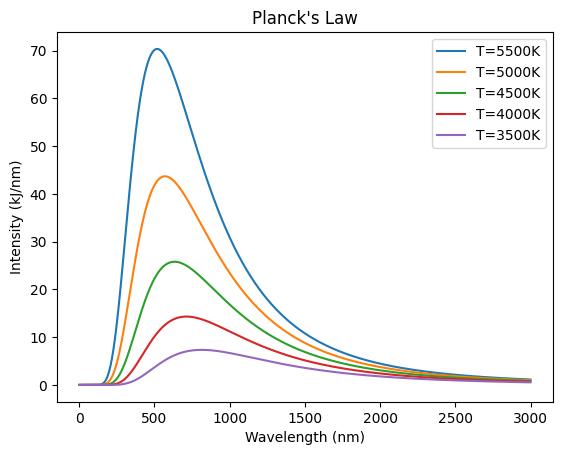 Planck's Law
Intensity (kJ/nm)
70
60
50
40
30
20
10
0
T=5500K
T=5000K
T=4500K
T=4000K
T=3500K
0 500 1000 1500 2000 2500 3000
Wavelength (nm)